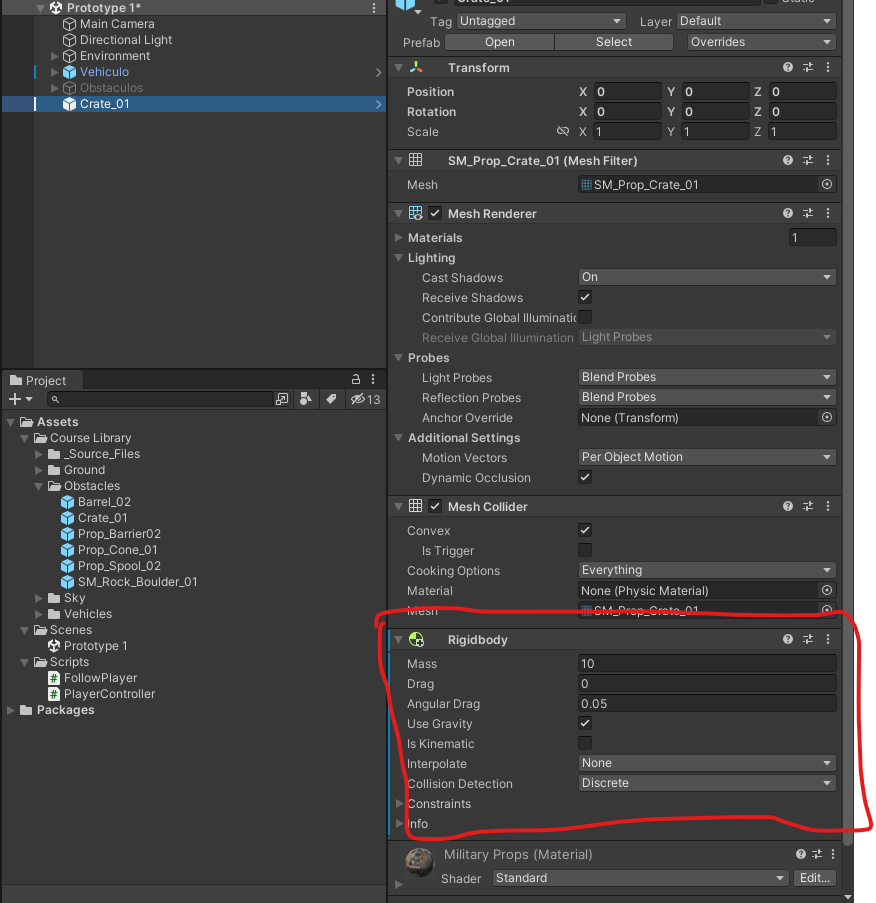 Prototype 1*
Main Camera
Directional Light
Environment
Vehiculo
Obstaculos
Crate_01
Project
13
Assets
Course Library
_Source_Files
Ground
Obstacles
Barrel_02
Crate_01
Prop_Barrier02
Prop_Cone_01
Prop_Spool_02
SM_Rock_Boulder_01
Sky
Vehicles
Scenes
Prototype 1
Scripts
FollowPlayer
PlayerController
Packages
Crate_01 Static
Tag Untagged Layer Default
Prefab Open Select Overrides
Transform
Position X 0 Y 0 Z 0
Rotation X 0 Y 0 Z 0
Scale X 1 Y 1 Z 1
SM_Prop_Crate_01 (Mesh Filter)
Mesh SM_Prop_Crate_01
Mesh Renderer
Materials 1
Lighting
Cast Shadows On
Receive Shadows
Contribute Global Illuminatic
Receive Global Illumination Light Probes
Probes
Light Probes Blend Probes
Reflection Probes Blend Probes
Anchor Override None (Transform)
Additional Settings
Motion Vectors Per Object Motion
Dynamic Occlusion
Mesh Collider
Convex
Is Trigger
Cooking Options Everything
Material None (Physic Material)
Mesh SM_Prop_Crate_01
Rigidbody
Mass 10
Drag 0
Angular Drag 0.05
Use Gravity
Is Kinematic
Interpolate None
Collision Detection Discrete
Constraints
Info
Military Props (Material)
Shader Standard Edit...